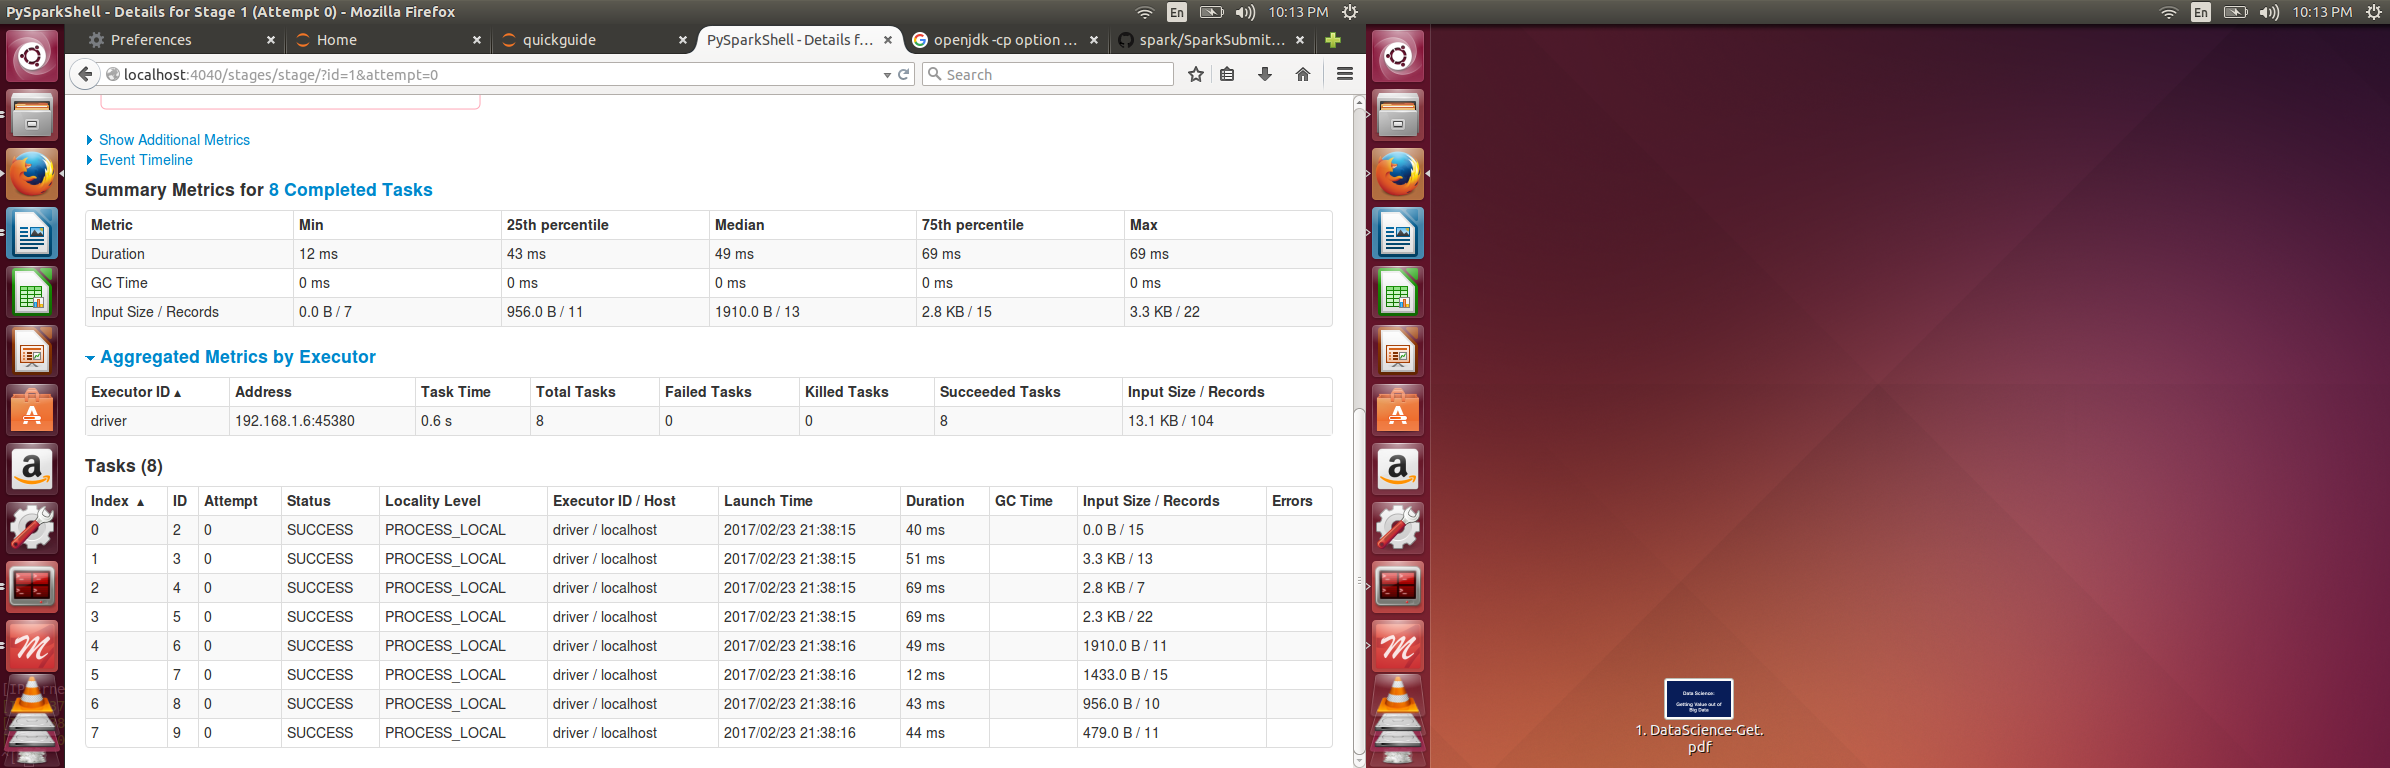 PySparkShell - Details for Stage 1 (Attempt 0) - Mozilla Firefox
En
10:13 PM
En
10:13 PM
Preferences
Home
quickguide
PySparkShell - Details f...
openjdk -cp option ...
spark/SparkSubmit...
localhost:4040/stages/stage/?id=1&attempt=0
Search
Show Additional Metrics
Event Timeline
Summary Metrics for 8 Completed Tasks
Metric Min 25th percentile Median 75th percentile Max
Duration 12 ms 43 ms 49 ms 69 ms 69 ms
GC Time 0 ms 0 ms 0 ms 0 ms 0 ms
Input Size / Records 0.0 B / 7 956.0 B / 11 1910.0 B / 13 2.8 KB / 15 3.3 KB / 22
Aggregated Metrics by Executor
Executor ID ▴ Address Task Time Total Tasks Failed Tasks Killed Tasks Succeeded Tasks Input Size / Records
driver 192.168.1.6:45380 0.6 s 8 0 0 8 13.1 KB / 104
Tasks (8)
Index ▴ ID Attempt Status Locality Level Executor ID / Host Launch Time Duration GC Time Input Size / Records Errors
0 2 0 SUCCESS PROCESS_LOCAL driver / localhost 2017/02/23 21:38:15 40 ms 0.0 B / 15
1 3 0 SUCCESS PROCESS_LOCAL driver / localhost 2017/02/23 21:38:15 51 ms 3.3 KB / 13
2 4 0 SUCCESS PROCESS_LOCAL driver / localhost 2017/02/23 21:38:15 69 ms 2.8 KB / 7
3 5 0 SUCCESS PROCESS_LOCAL driver / localhost 2017/02/23 21:38:15 69 ms 2.3 KB / 22
4 6 0 SUCCESS PROCESS_LOCAL driver / localhost 2017/02/23 21:38:16 49 ms 1910.0 B / 11
5 7 0 SUCCESS PROCESS_LOCAL driver / localhost 2017/02/23 21:38:16 12 ms 1433.0 B / 15
6 8 0 SUCCESS PROCESS_LOCAL driver / localhost 2017/02/23 21:38:16 43 ms 956.0 B / 10
7 9 0 SUCCESS PROCESS_LOCAL driver / localhost 2017/02/23 21:38:16 44 ms 479.0 B / 11
Data Science:
Getting Value out of
Big Data
1. DataScience-Get.
pdf